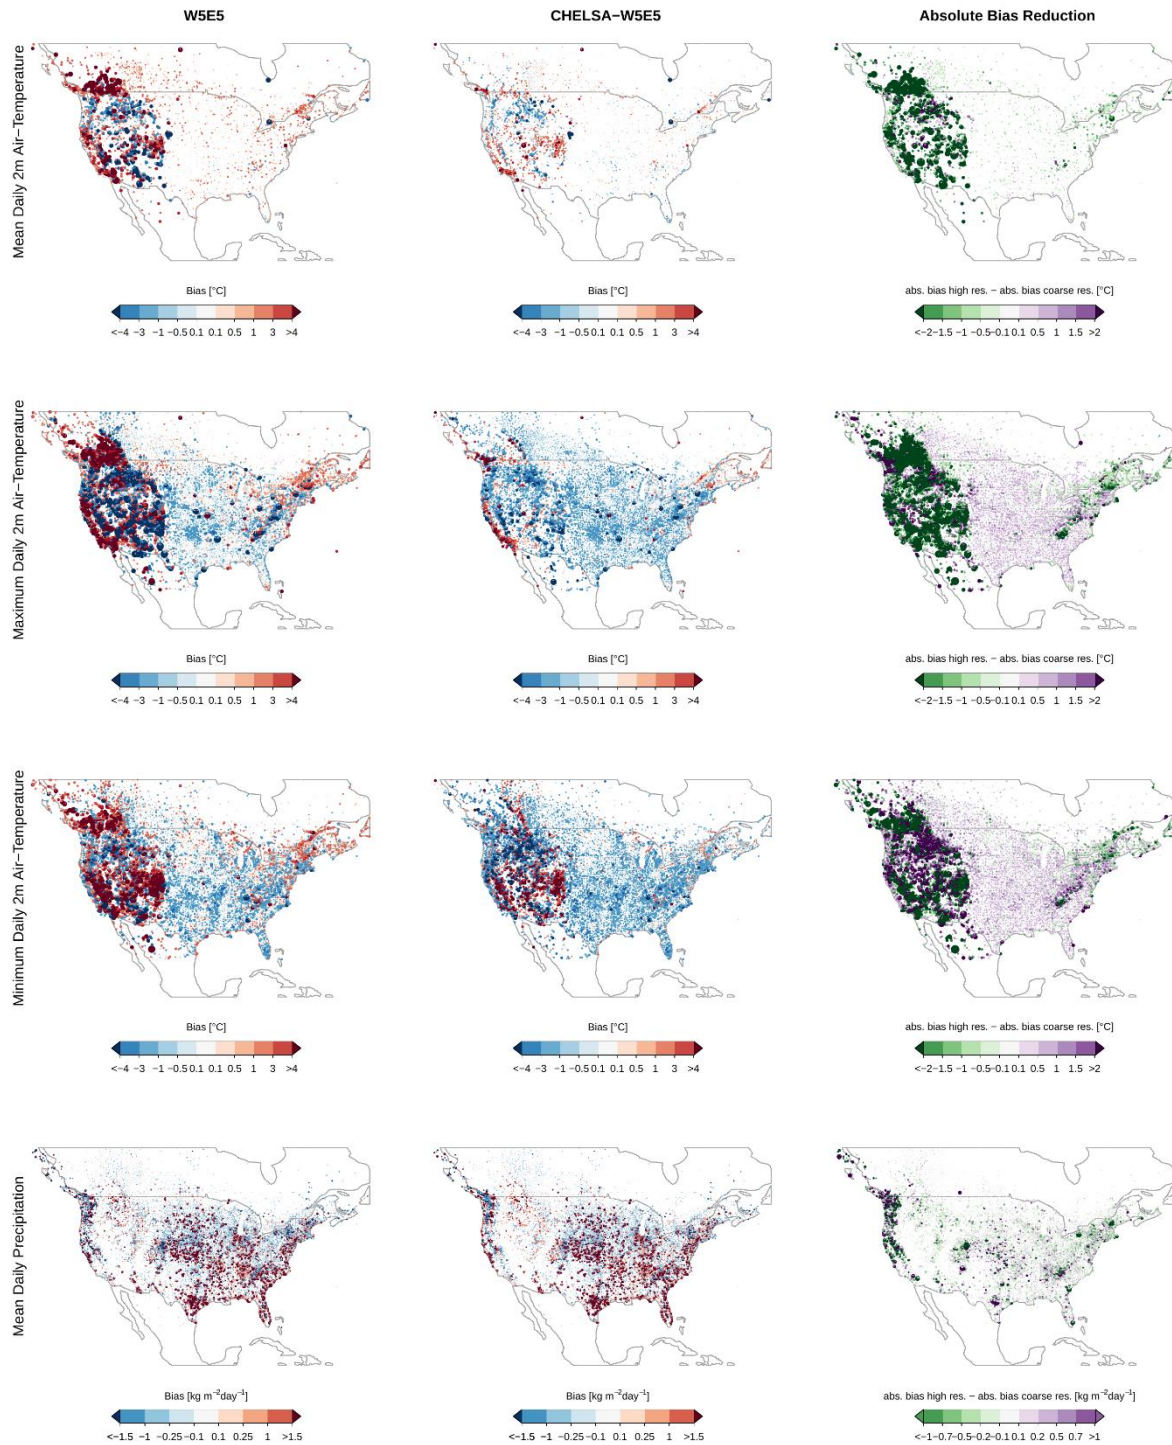 W5E5 CHELSA−W5E5 Absolute Bias Reduction
Mean Daily 2m Air−Temperature
Bias [°C] Bias [°C] abs. bias high res. − abs. bias coarse res. [°C]
<−4 −3 −1 −0.5 0.1 0.5 1 3 >4 <−4 −3 −1 −0.5 0.1 0.5 1 3 >4 <−2 −1.5 −1 −0.5 −0.1 0.1 0.5 1 1.5 >2
Maximum Daily 2m Air−Temperature
Bias [°C] Bias [°C] abs. bias high res. − abs. bias coarse res. [°C]
<−4 −3 −1 −0.5 0.1 0.5 1 3 >4 <−4 −3 −1 −0.5 0.1 0.5 1 3 >4 <−2 −1.5 −1 −0.5 −0.1 0.1 0.5 1 1.5 >2
Minimum Daily 2m Air−Temperature
Bias [°C] Bias [°C] abs. bias high res. − abs. bias coarse res. [°C]
<−4 −3 −1 −0.5 0.1 0.5 1 3 >4 <−4 −3 −1 −0.5 0.1 0.5 1 3 >4 <−2 −1.5 −1 −0.5 −0.1 0.1 0.5 1 1.5 >2
Mean Daily Precipitation
Bias [kg m⁻²day⁻¹] Bias [kg m⁻²day⁻¹] abs. bias high res. − abs. bias coarse res. [kg m⁻²day⁻¹]
<−1.5 −1 −0.25 −0.1 0.1 0.25 1 >1.5 <−1.5 −1 −0.25 −0.1 0.1 0.25 1 >1.5 <−1 −0.7 −0.5 −0.2 −0.1 0.1 0.2 0.5 0.7 >1